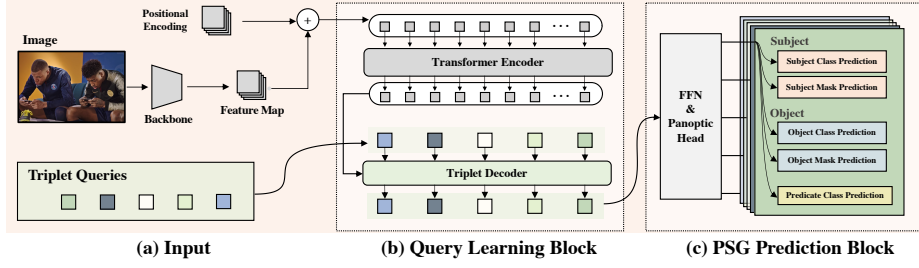 Positional
Encoding
+
Image
Backbone
Feature Map
Triplet Queries
(a) Input
...
Transformer Encoder
...
Triplet Decoder
(b) Query Learning Block
FFN
&
Panoptic
Head
Subject
Subject Class Prediction
Subject Mask Prediction
Object
Object Class Prediction
Object Mask Prediction
Predicate Class Prediction
(c) PSG Prediction Block